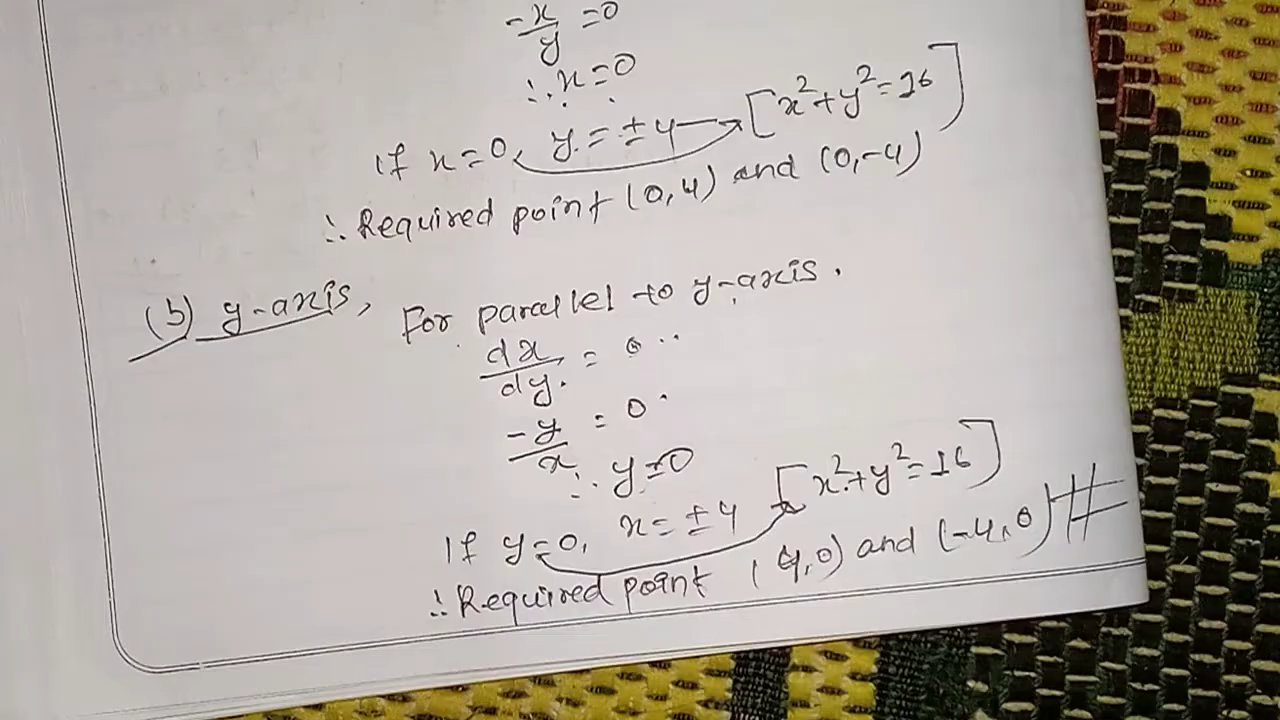 -x/y = 0
∴ x = 0
If x = 0, y = ±4 → [x² + y² = 16]
∴ Required point (0,4) and (0,-4)
(b) y-axis, For parallel to y-axis.
dx/dy = 0
-y/x = 0
∴ y = 0
If y = 0, x = ±4 [x² + y² = 16]
∴ Required point (4,0) and (-4,0) #